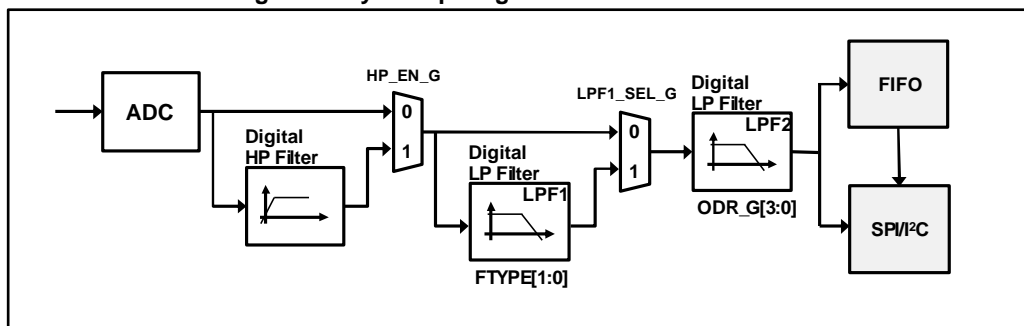 HP_EN_G
ADC
0
1
Digital
HP Filter
LPF1_SEL_G
0
1
Digital
LP Filter
LPF1
FTYPE[1:0]
Digital
LP Filter
LPF2
ODR_G[3:0]
FIFO
SPI/I²C